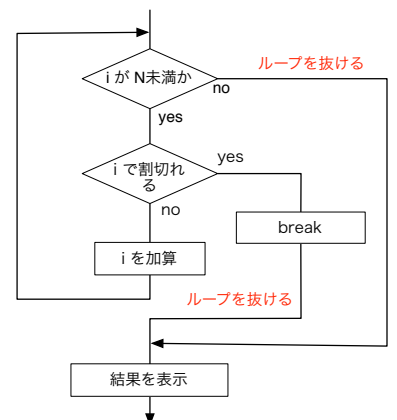 i が N未満か
ループを抜ける
no
yes
i で割切れ
る
yes
no
break
i を加算
ループを抜ける
結果を表示